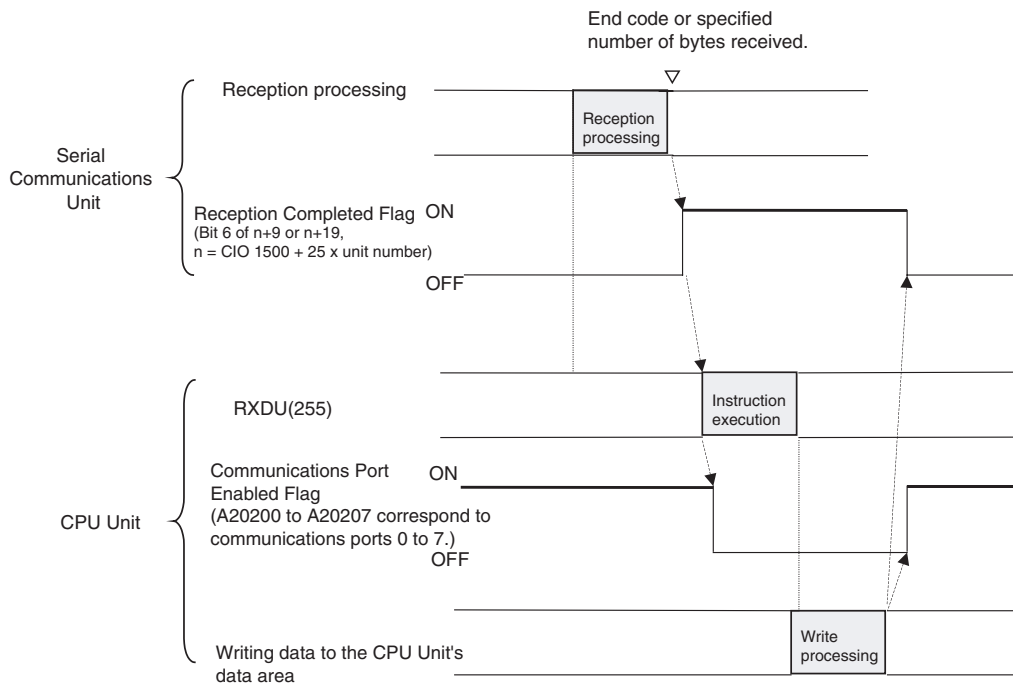 End code or specified
number of bytes received.
Reception processing
Reception
processing
Serial
Communications
Unit
Reception Completed Flag
(Bit 6 of n+9 or n+19,
n = CIO 1500 + 25 x unit number)
ON
OFF
RXDU(255)
Instruction
execution
CPU Unit
Communications Port
Enabled Flag
(A20200 to A20207 correspond to
communications ports 0 to 7.)
ON
OFF
Writing data to the CPU Unit's
data area
Write
processing